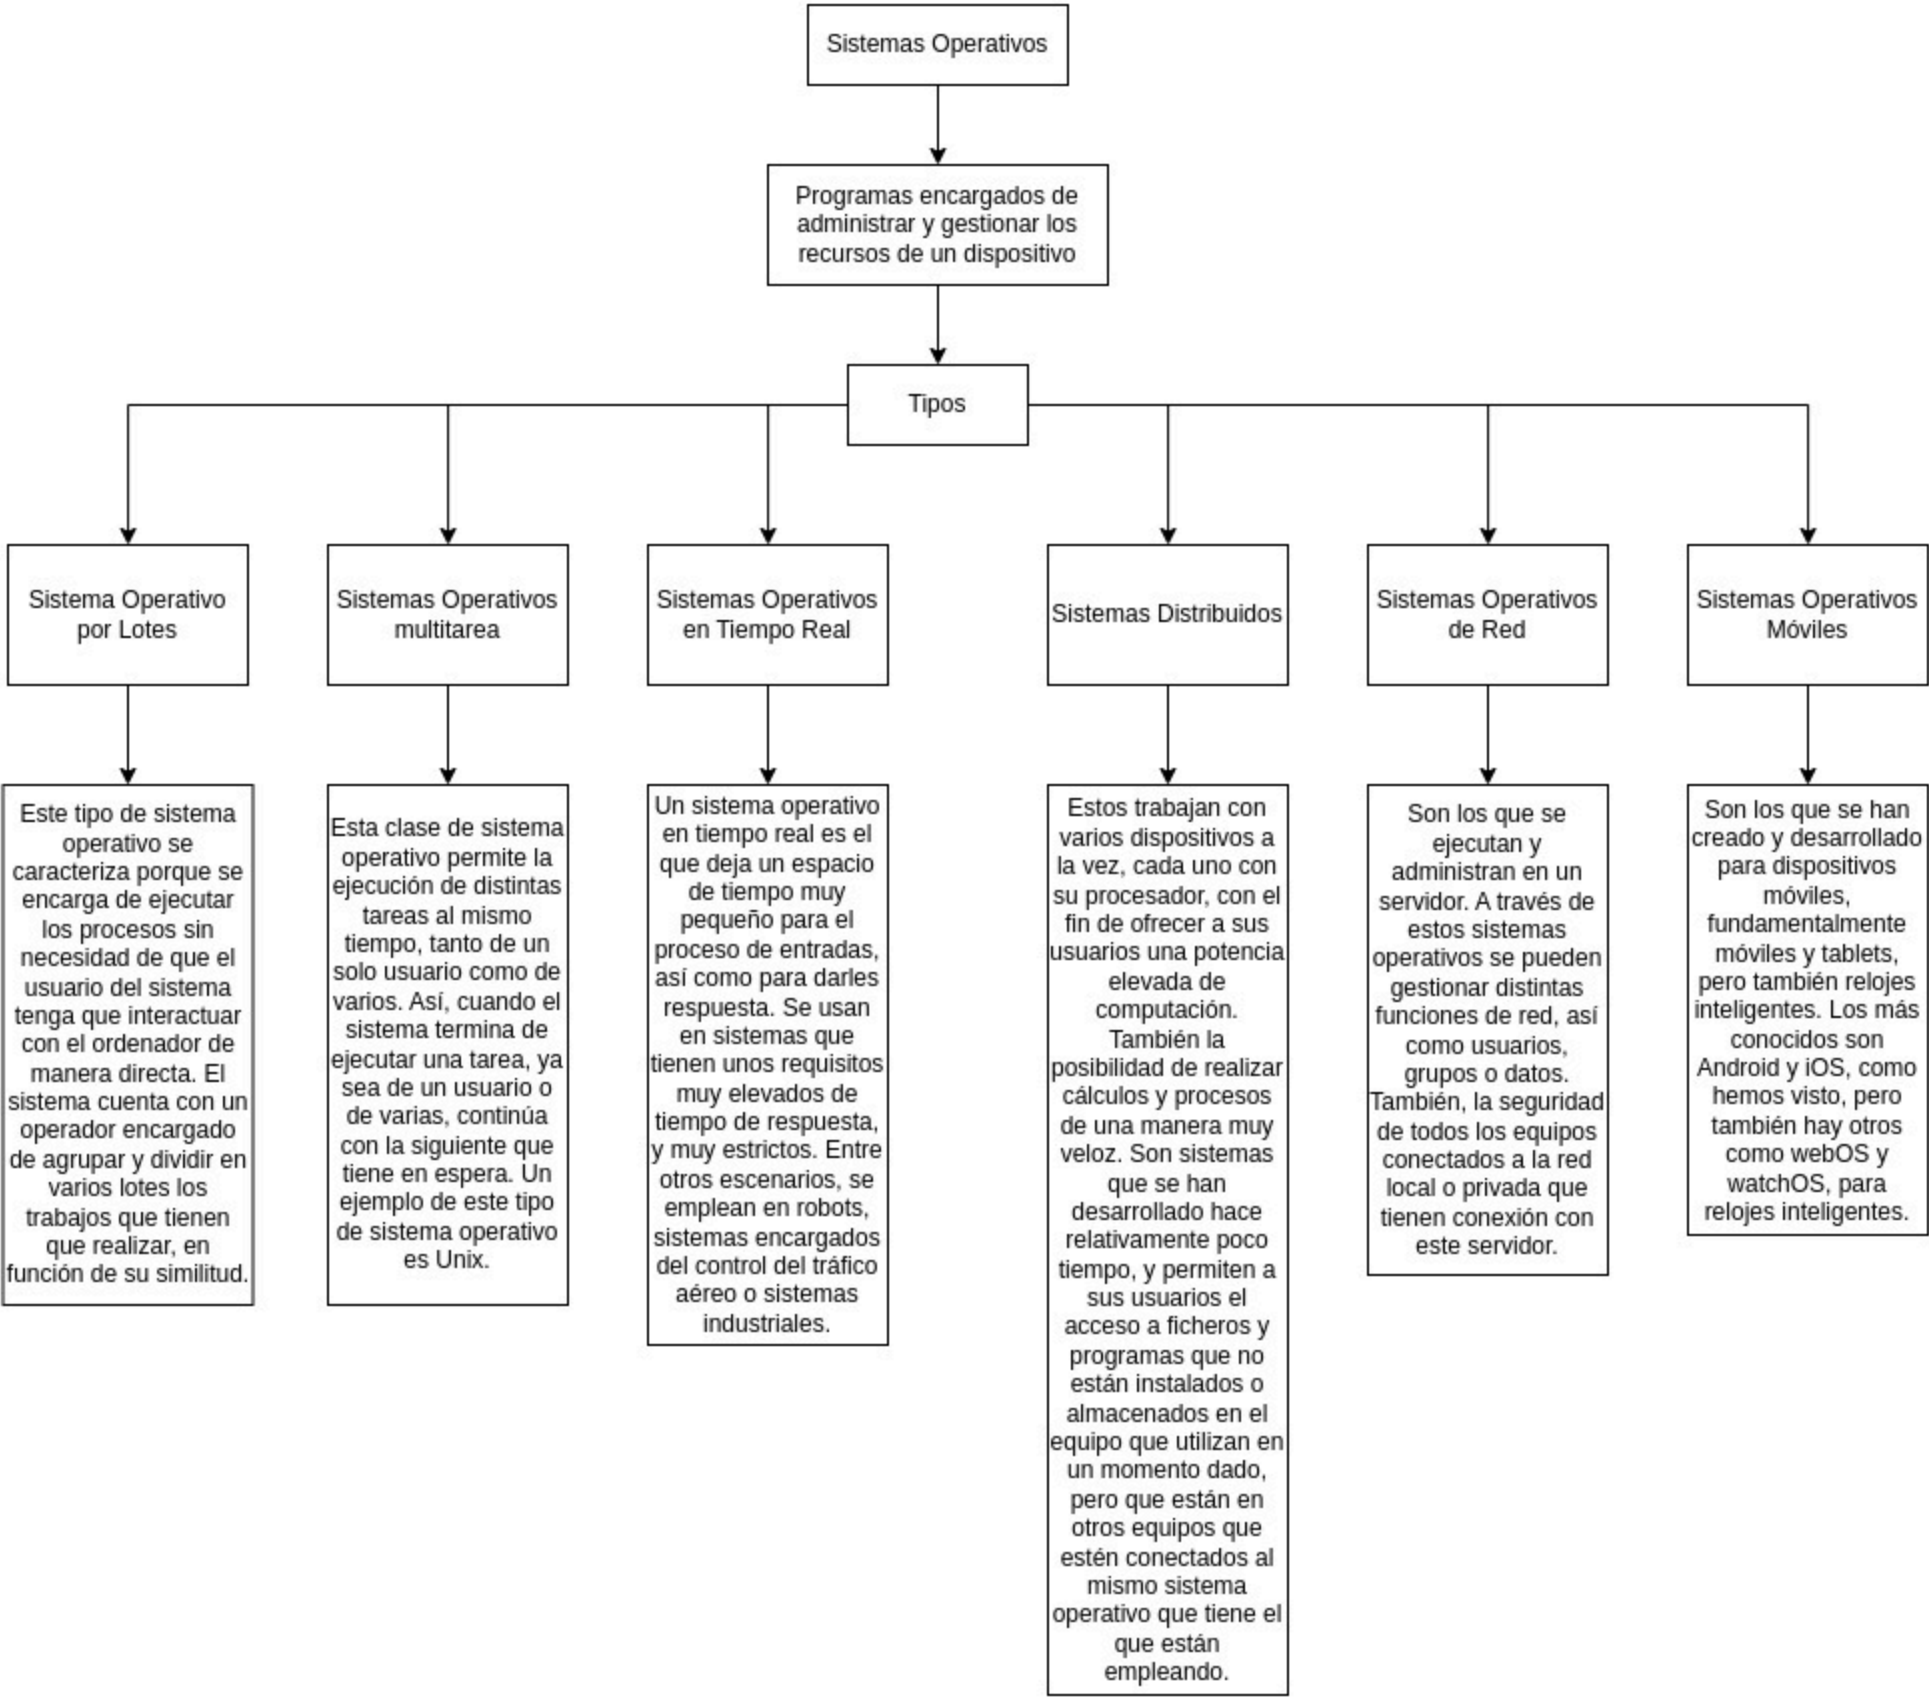 Sistemas Operativos
Programas encargados de
administrar y gestionar los
recursos de un dispositivo
Tipos
Sistema Operativo
por Lotes
Sistemas Operativos
multitarea
Sistemas Operativos
en Tiempo Real
Sistemas Distribuidos
Sistemas Operativos
de Red
Sistemas Operativos
Móviles
Este tipo de sistema
operativo se
caracteriza porque se
encarga de ejecutar
los procesos sin
necesidad de que el
usuario del sistema
tenga que interactuar
con el ordenador de
manera directa. El
sistema cuenta con un
operador encargado
de agrupar y dividir en
varios lotes los
trabajos que tienen
que realizar, en
función de su similitud.
Esta clase de sistema
operativo permite la
ejecución de distintas
tareas al mismo
tiempo, tanto de un
solo usuario como de
varios. Así, cuando el
sistema termina de
ejecutar una tarea, ya
sea de un usuario o
de varias, continúa
con la siguiente que
tiene en espera. Un
ejemplo de este tipo
de sistema operativo
es Unix.
Un sistema operativo
en tiempo real es el
que deja un espacio
de tiempo muy
pequeño para el
proceso de entradas,
así como para darles
respuesta. Se usan
en sistemas que
tienen unos requisitos
muy elevados de
tiempo de respuesta,
y muy estrictos. Entre
otros escenarios, se
emplean en robots,
sistemas encargados
del control del tráfico
aéreo o sistemas
industriales.
Estos trabajan con
varios dispositivos a
la vez, cada uno con
su procesador, con el
fin de ofrecer a sus
usuarios una potencia
elevada de
computación.
También la
posibilidad de realizar
cálculos y procesos
de una manera muy
veloz. Son sistemas
que se han
desarrollado hace
relativamente poco
tiempo, y permiten a
sus usuarios el
acceso a ficheros y
programas que no
están instalados o
almacenados en el
equipo que utilizan en
un momento dado,
pero que están en
otros equipos que
estén conectados al
mismo sistema
operativo que tiene el
que están
empleando.
Son los que se
ejecutan y
administran en un
servidor. A través de
estos sistemas
operativos se pueden
gestionar distintas
funciones de red, así
como usuarios,
grupos o datos.
También, la seguridad
de todos los equipos
conectados a la red
local o privada que
tienen conexión con
este servidor.
Son los que se han
creado y desarrollado
para dispositivos
móviles,
fundamentalmente
móviles y tablets,
pero también relojes
inteligentes. Los más
conocidos son
Android y iOS, como
hemos visto, pero
también hay otros
como webOS y
watchOS, para
relojes inteligentes.